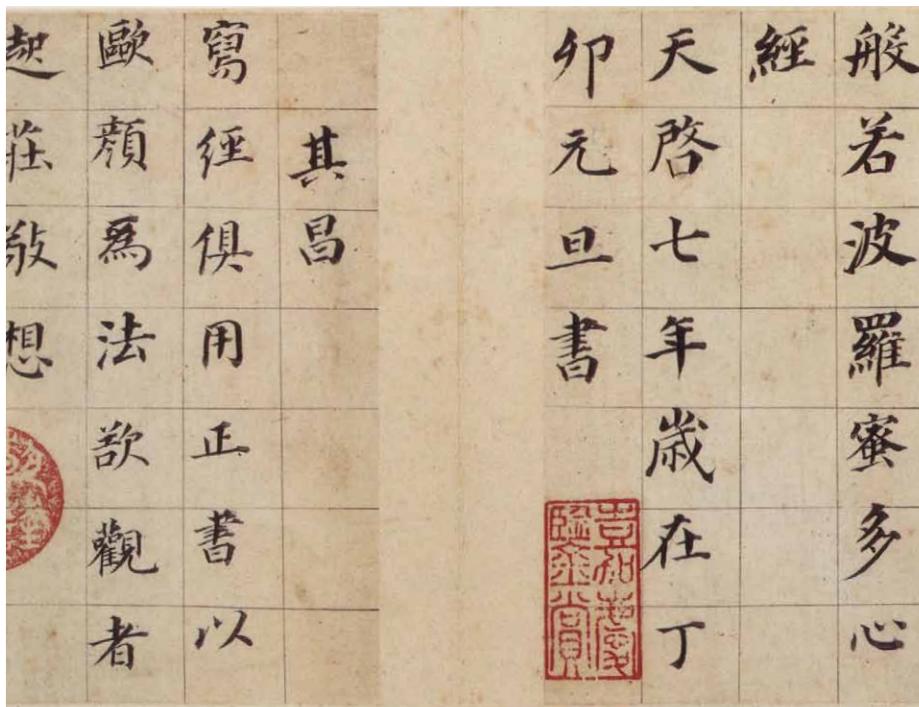 般若波羅蜜多心
經
天啓七年歲在丁
卯元旦書
其昌
寫經俱用正書以
歐顏爲法欲觀者
起莊敬想